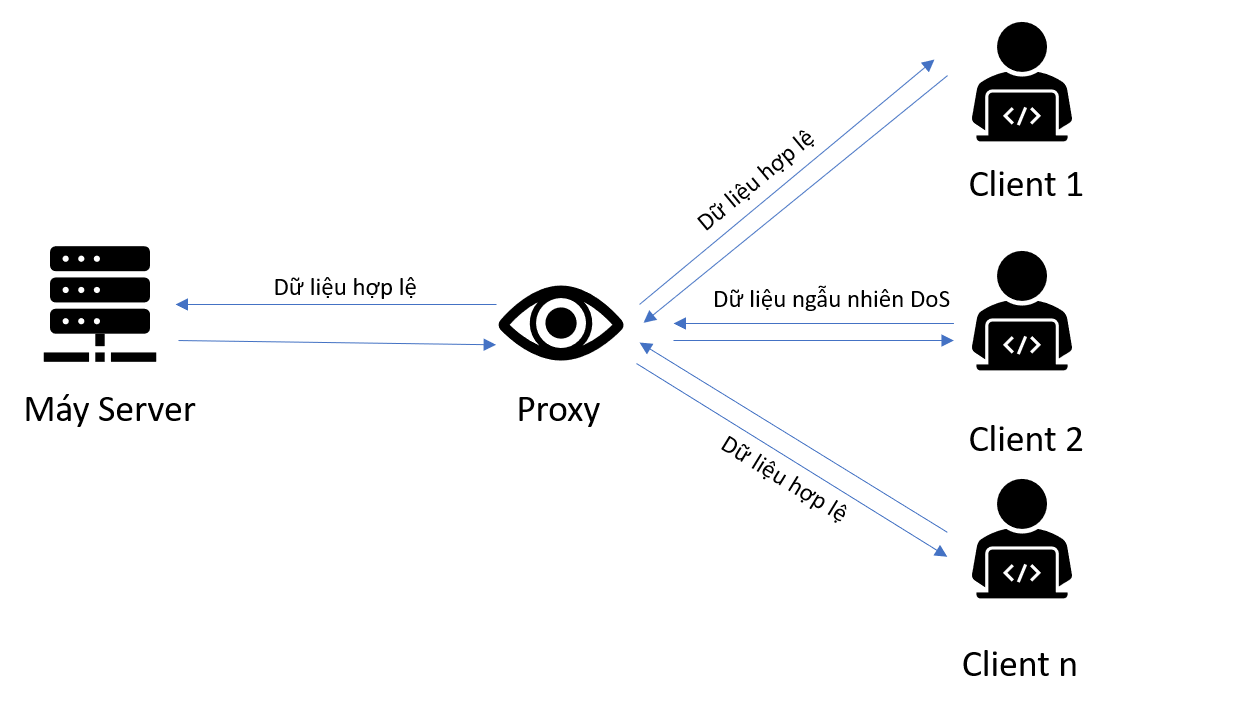 Dữ liệu hợp lệ
Client 1
Dữ liệu hợp lệ
Dữ liệu ngẫu nhiên DoS
Máy Server
Proxy
Client 2
Dữ liệu hợp lệ
Client n